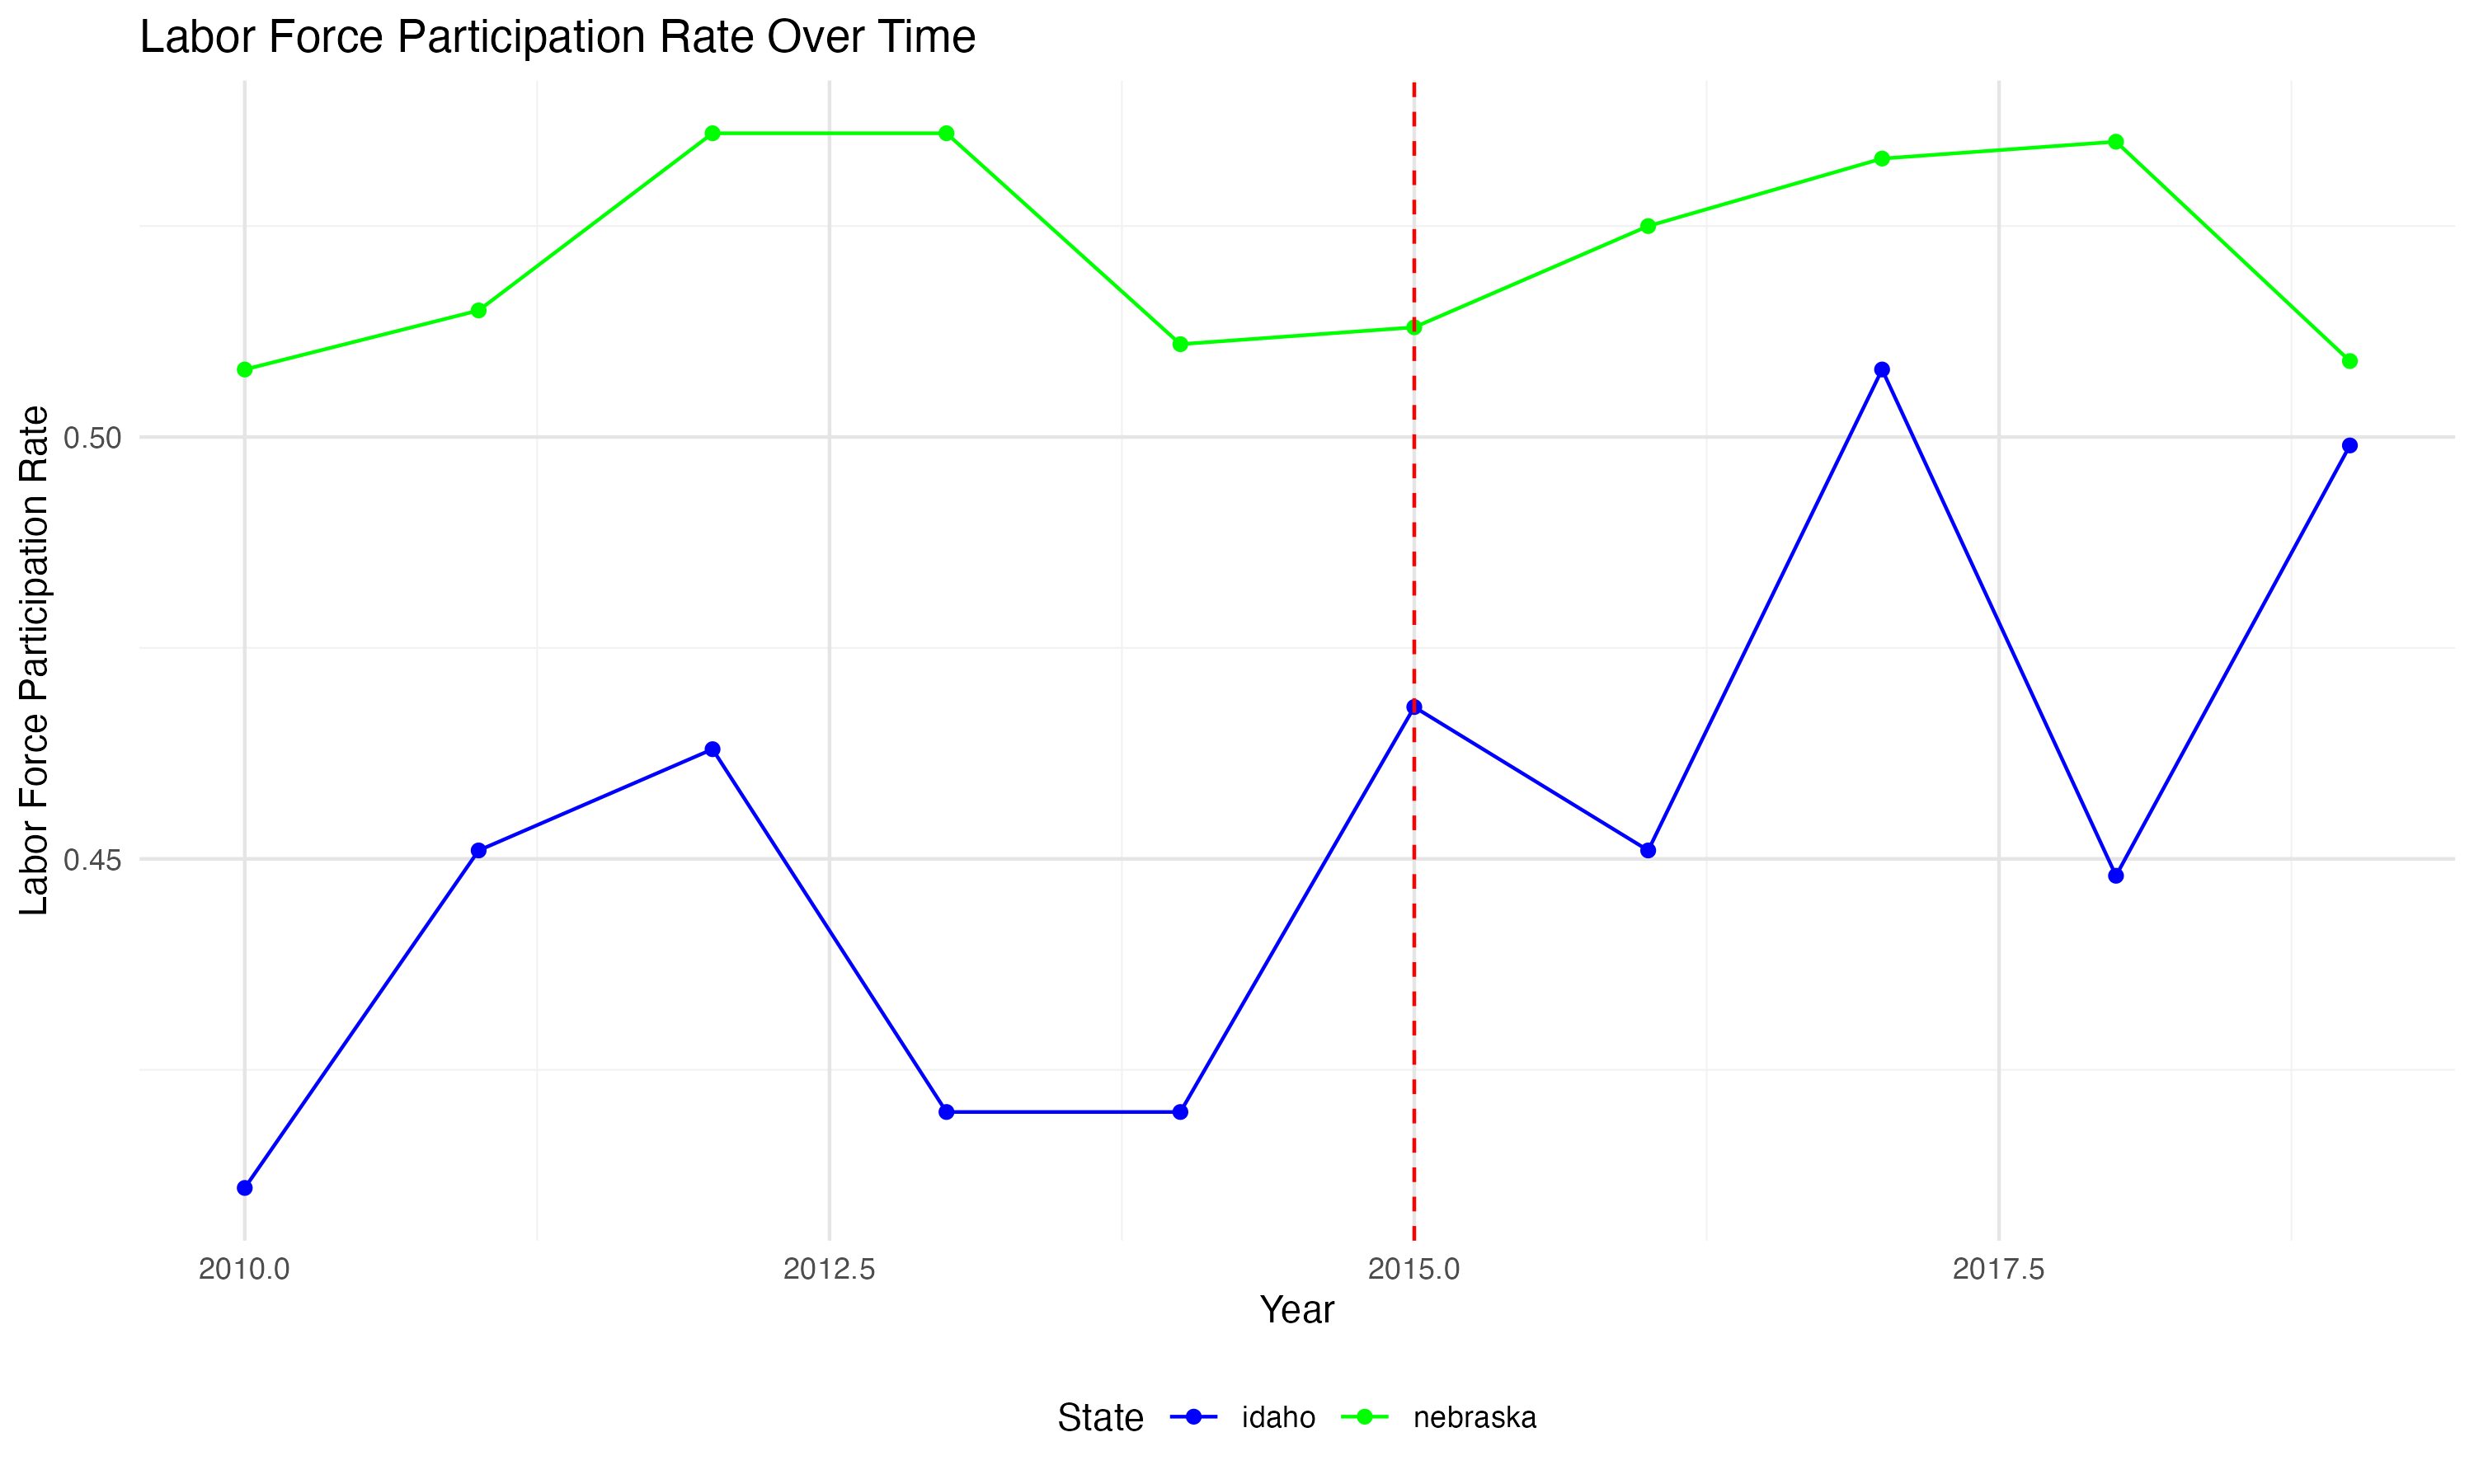 Labor Force Participation Rate Over Time
Labor Force Participation Rate
0.50
0.45
2010.0 2012.5 2015.0 2017.5
Year
State idaho nebraska